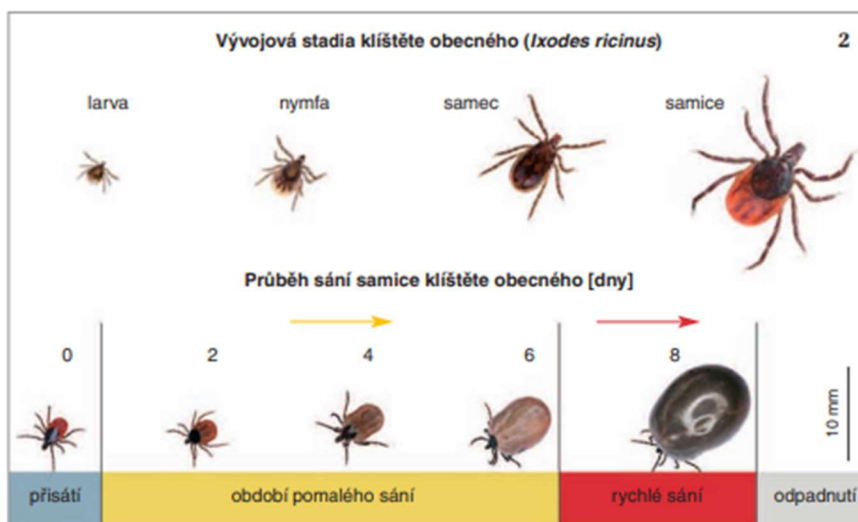 Vývojová stadia klíštěte obecného (Ixodes ricinus) 2
larva nymfa samec samice
Průběh sání samice klíštěte obecného [dny]
0 2 4 6 8
10 mm
přisátí období pomalého sání rychlé sání odpadnutí